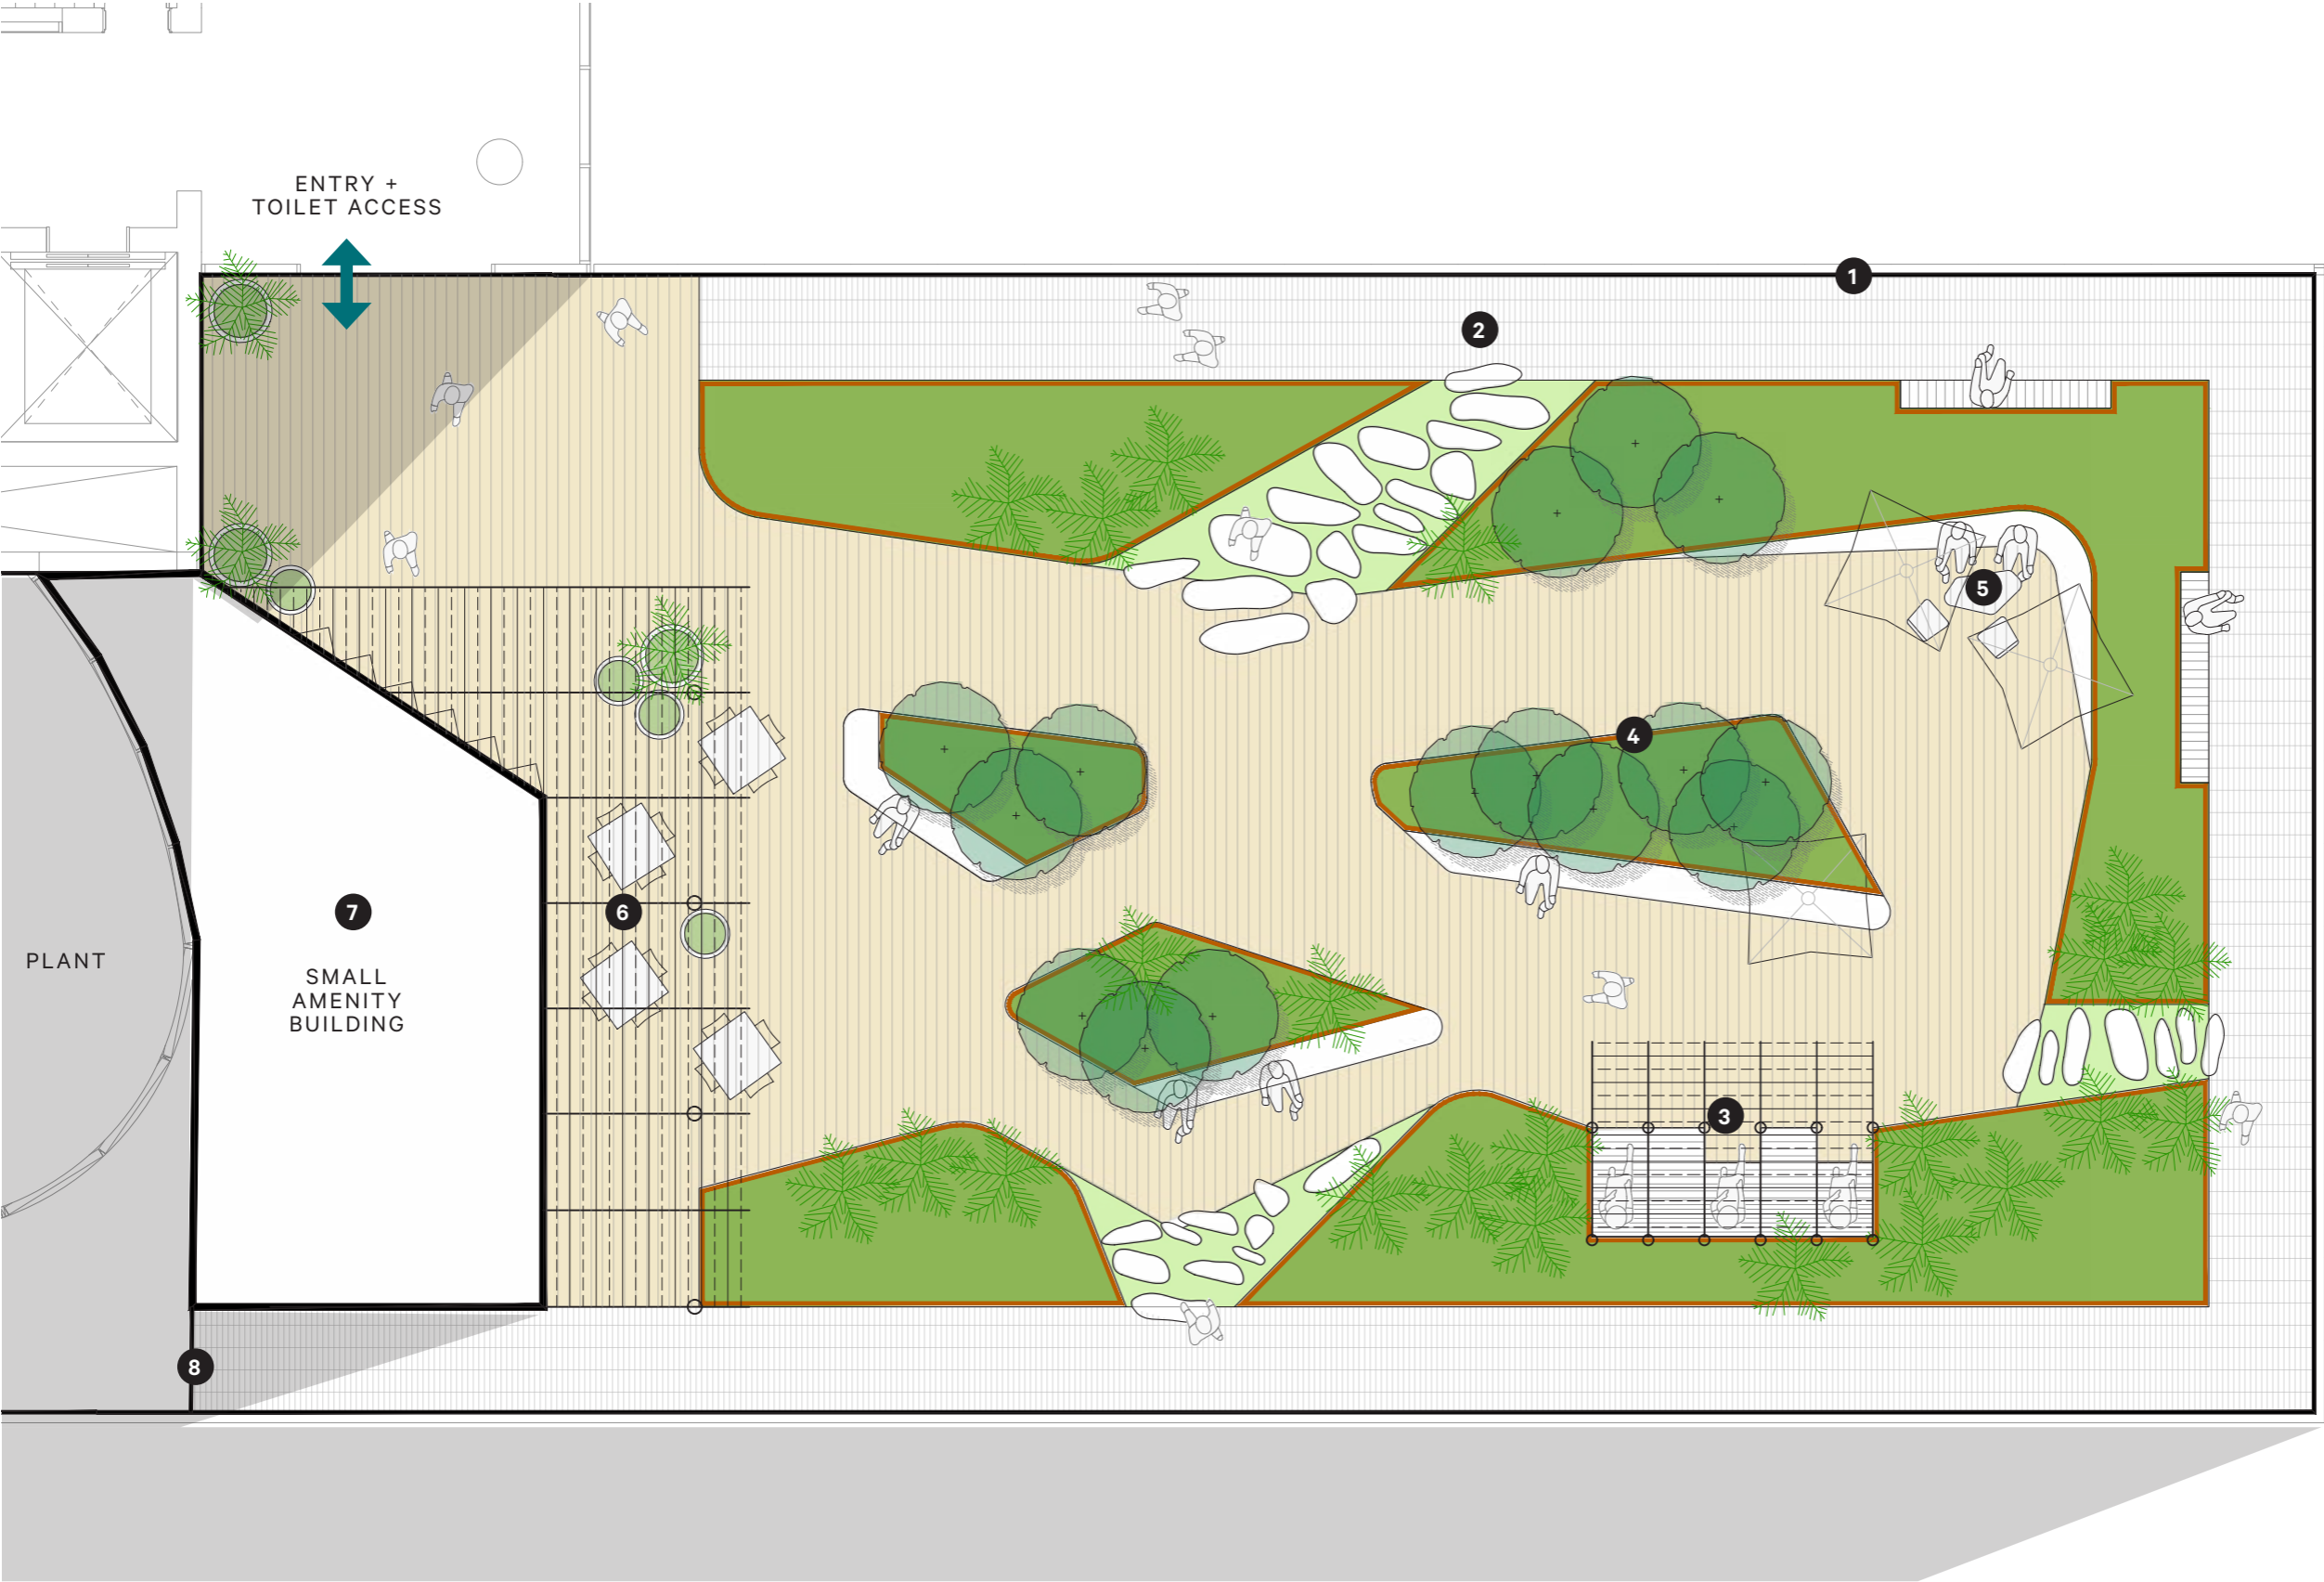 ENTRY +
TOILET ACCESS
1
2
5
4
7
6
PLANT
SMALL
AMENITY
BUILDING
3
8